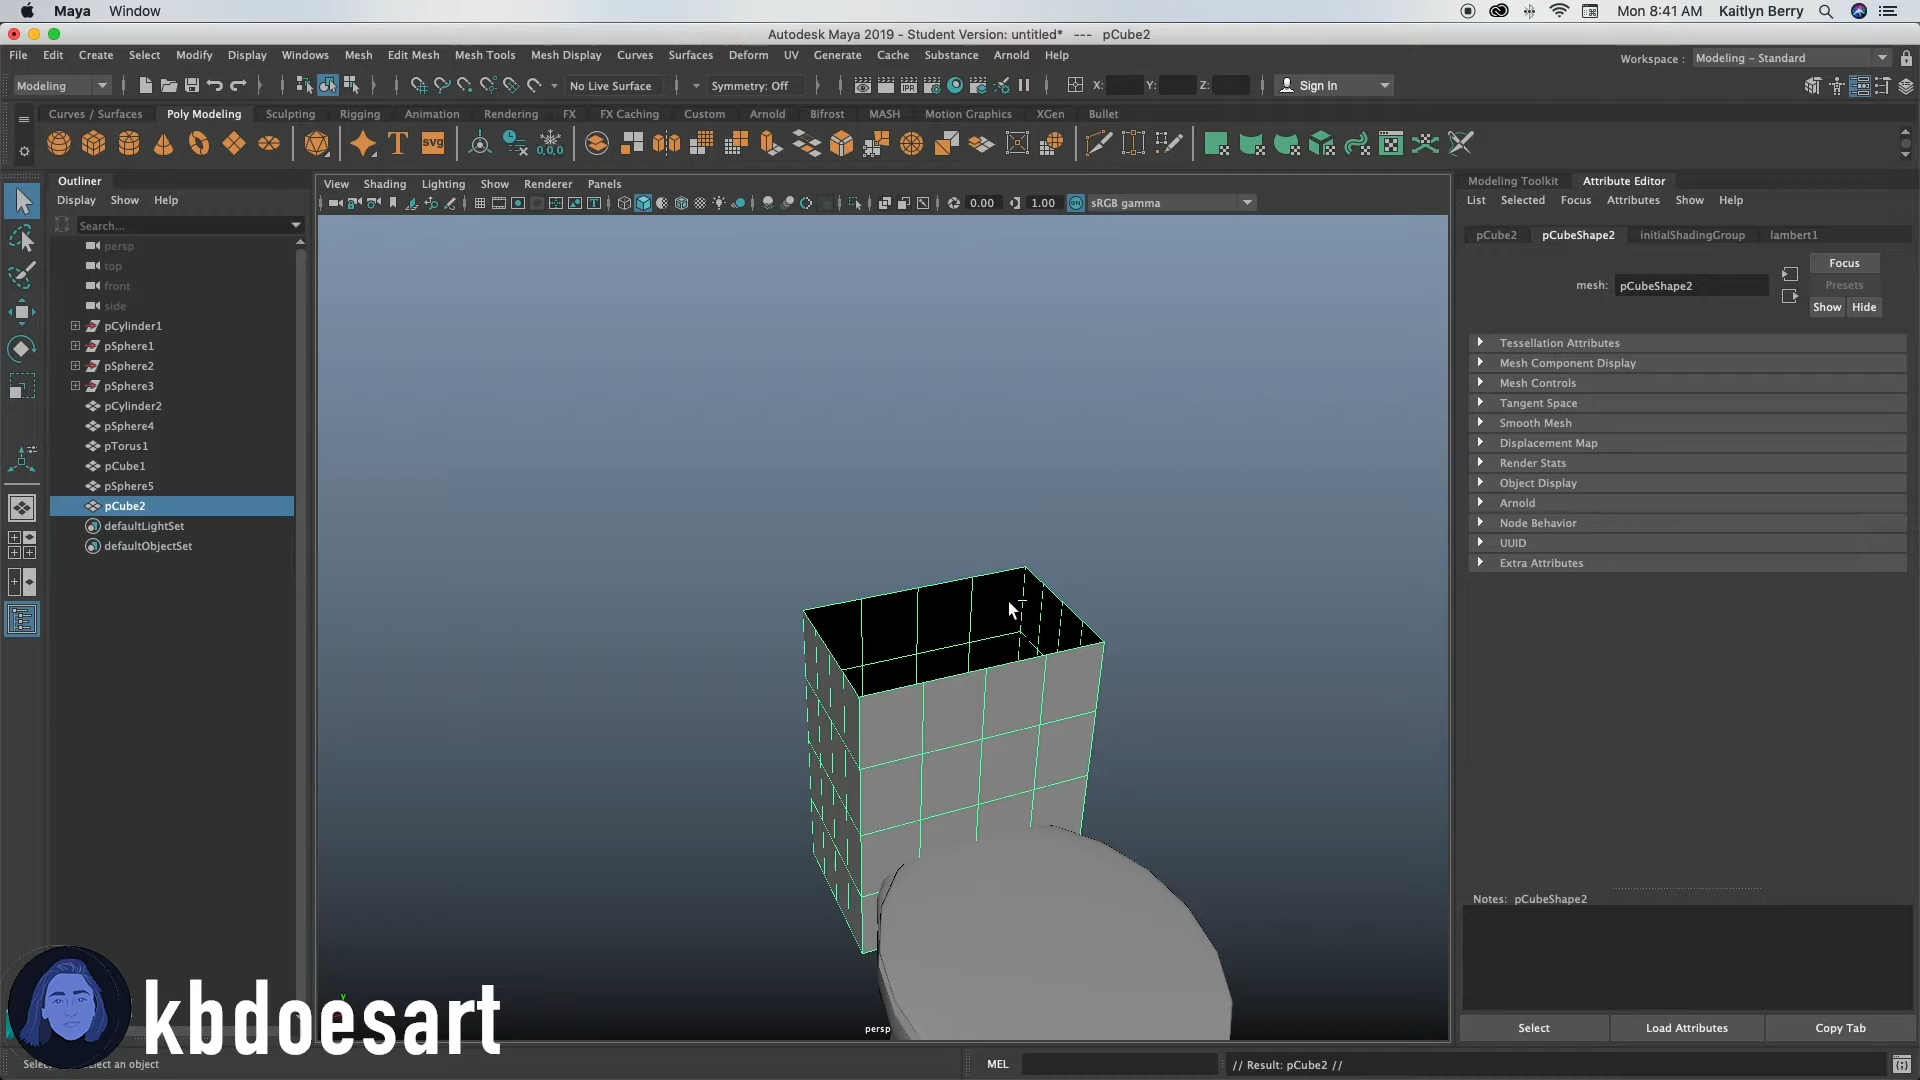 Maya Window
Mon 8:41 AM Kaitlyn Berry
Autodesk Maya 2019 - Student Version: untitled* --- pCube2
File Edit Create Select Modify Display Windows Mesh Edit Mesh Mesh Tools Mesh Display Curves Surfaces Deform UV Generate Cache Substance Arnold Help
Workspace : Modeling - Standard
Modeling No Live Surface Symmetry: Off X: Y: Z: Sign In
Curves / Surfaces Poly Modeling Sculpting Rigging Animation Rendering FX FX Caching Custom Arnold Bifrost MASH Motion Graphics XGen Bullet
T SVG 0,0,0
Outliner
Display Show Help
Search...
persp
top
front
side
pCylinder1
pSphere1
pSphere2
pSphere3
pCylinder2
pSphere4
pTorus1
pCube1
pSphere5
pCube2
defaultLightSet
defaultObjectSet
View Shading Lighting Show Renderer Panels
0.00 1.00 ON sRGB gamma
persp
Modeling Toolkit Attribute Editor
List Selected Focus Attributes Show Help
pCube2 pCubeShape2 initialShadingGroup lambert1
mesh: pCubeShape2
Focus
Presets
Show Hide
Tessellation Attributes
Mesh Component Display
Mesh Controls
Tangent Space
Smooth Mesh
Displacement Map
Render Stats
Object Display
Arnold
Node Behavior
UUID
Extra Attributes
Notes: pCubeShape2
Select Load Attributes Copy Tab
kbdoesart
MEL // Result: pCube2 //